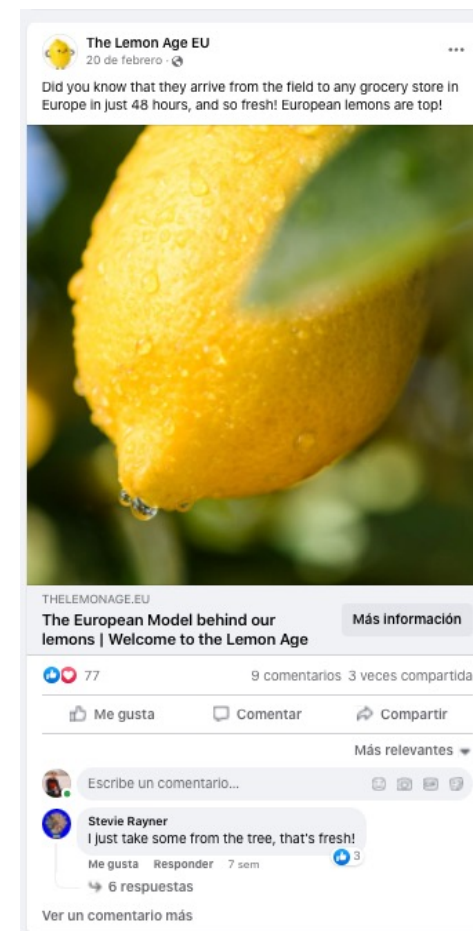 The Lemon Age EU
20 de febrero ·
Did you know that they arrive from the field to any grocery store in
Europe in just 48 hours, and so fresh! European lemons are top!
THELEMONAGE.EU
The European Model behind our
lemons | Welcome to the Lemon Age
Más información
77
9 comentarios 3 veces compartida
Me gusta Comentar Compartir
Más relevantes
Escribe un comentario...
Stevie Rayner
I just take some from the tree, that's fresh!
3
Me gusta Responder 7 sem
6 respuestas
Ver un comentario más